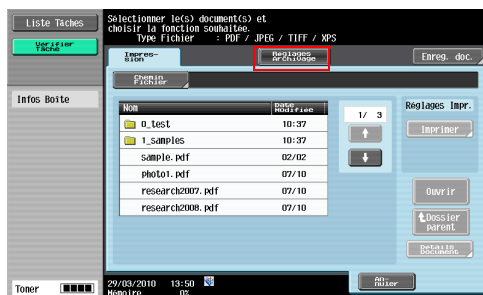 Liste Tâches
Vérifier
Tâche
Sélectionner le(s) document(s) et
choisir la fonction souhaitée.
Type Fichier : PDF / JPEG / TIFF / XPS
Impres-
sion
Réglages
Archivage
Enreg. doc.
Chemin
Fichier
Infos Boîte
Nom
Date
Modifiée
1/ 3
Réglages Impr.
0_test 10:37
Imprimer
1_samples 10:37
sample.pdf 02/02
photo1.pdf 07/10
research2007.pdf 07/10
Ouvrir
research2008.pdf 07/10
Dossier
parent
Détails
Document
Toner
29/03/2010 13:50
Mémoire 0%
An-
nuler